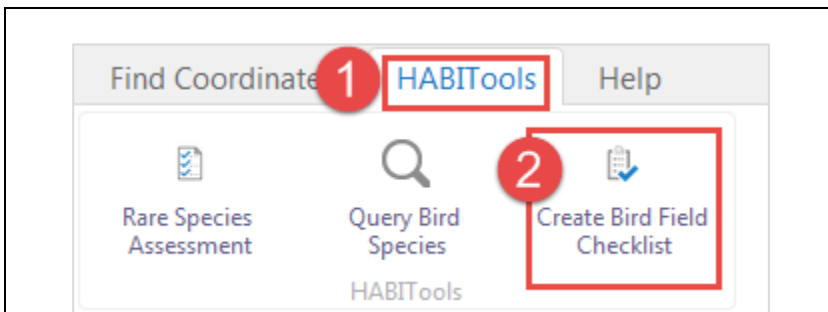 Find Coordinate
1
HABITools
Help
Rare Species
Assessment
Query Bird
Species
2
Create Bird Field
Checklist
HABITools